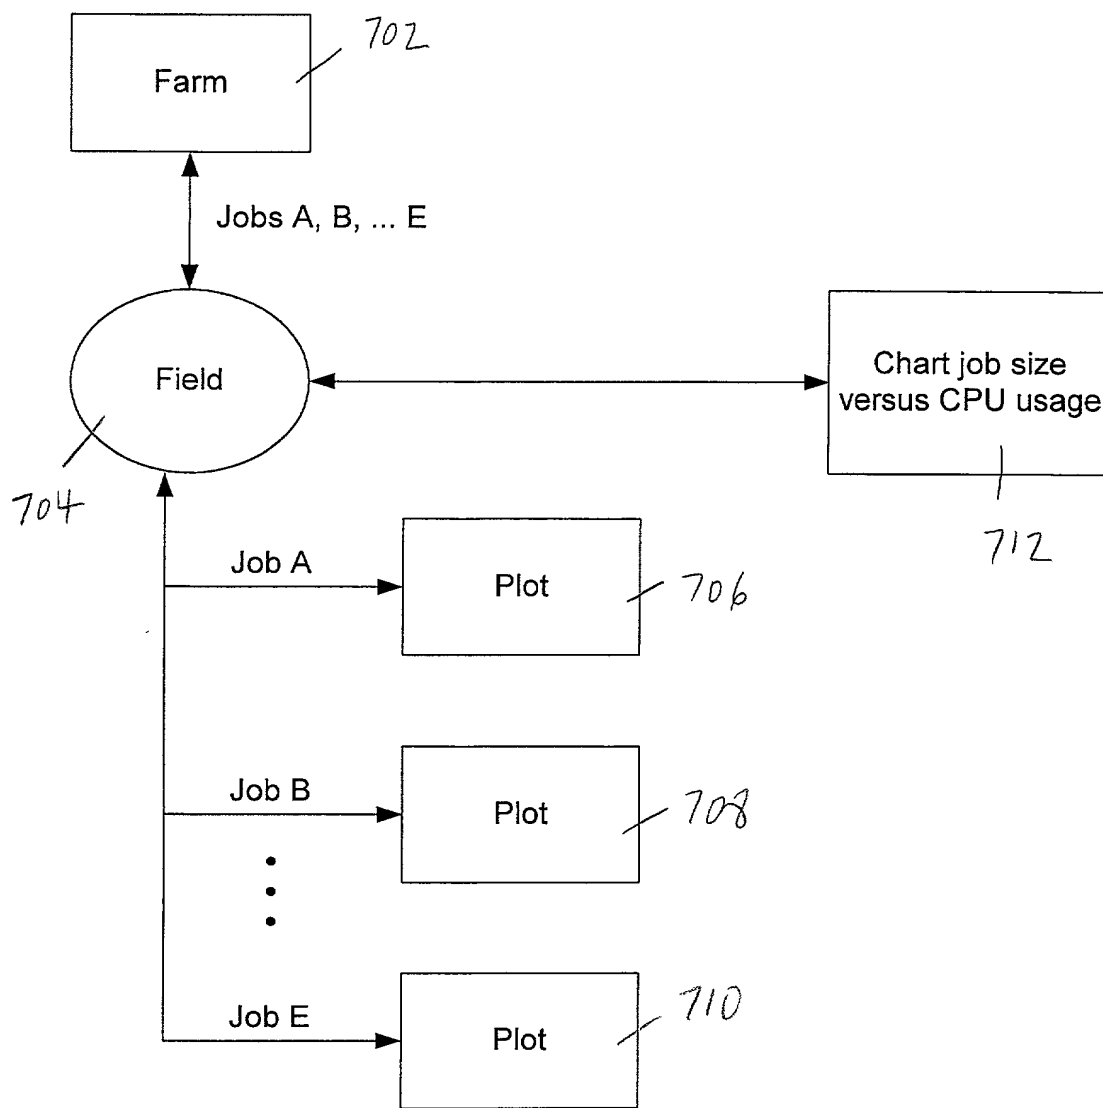 702
Farm
Jobs A, B, ... E
Field
Chart job size
versus CPU usage
704
712
Job A
Plot
706
Job B
Plot
708
Job E
Plot
710